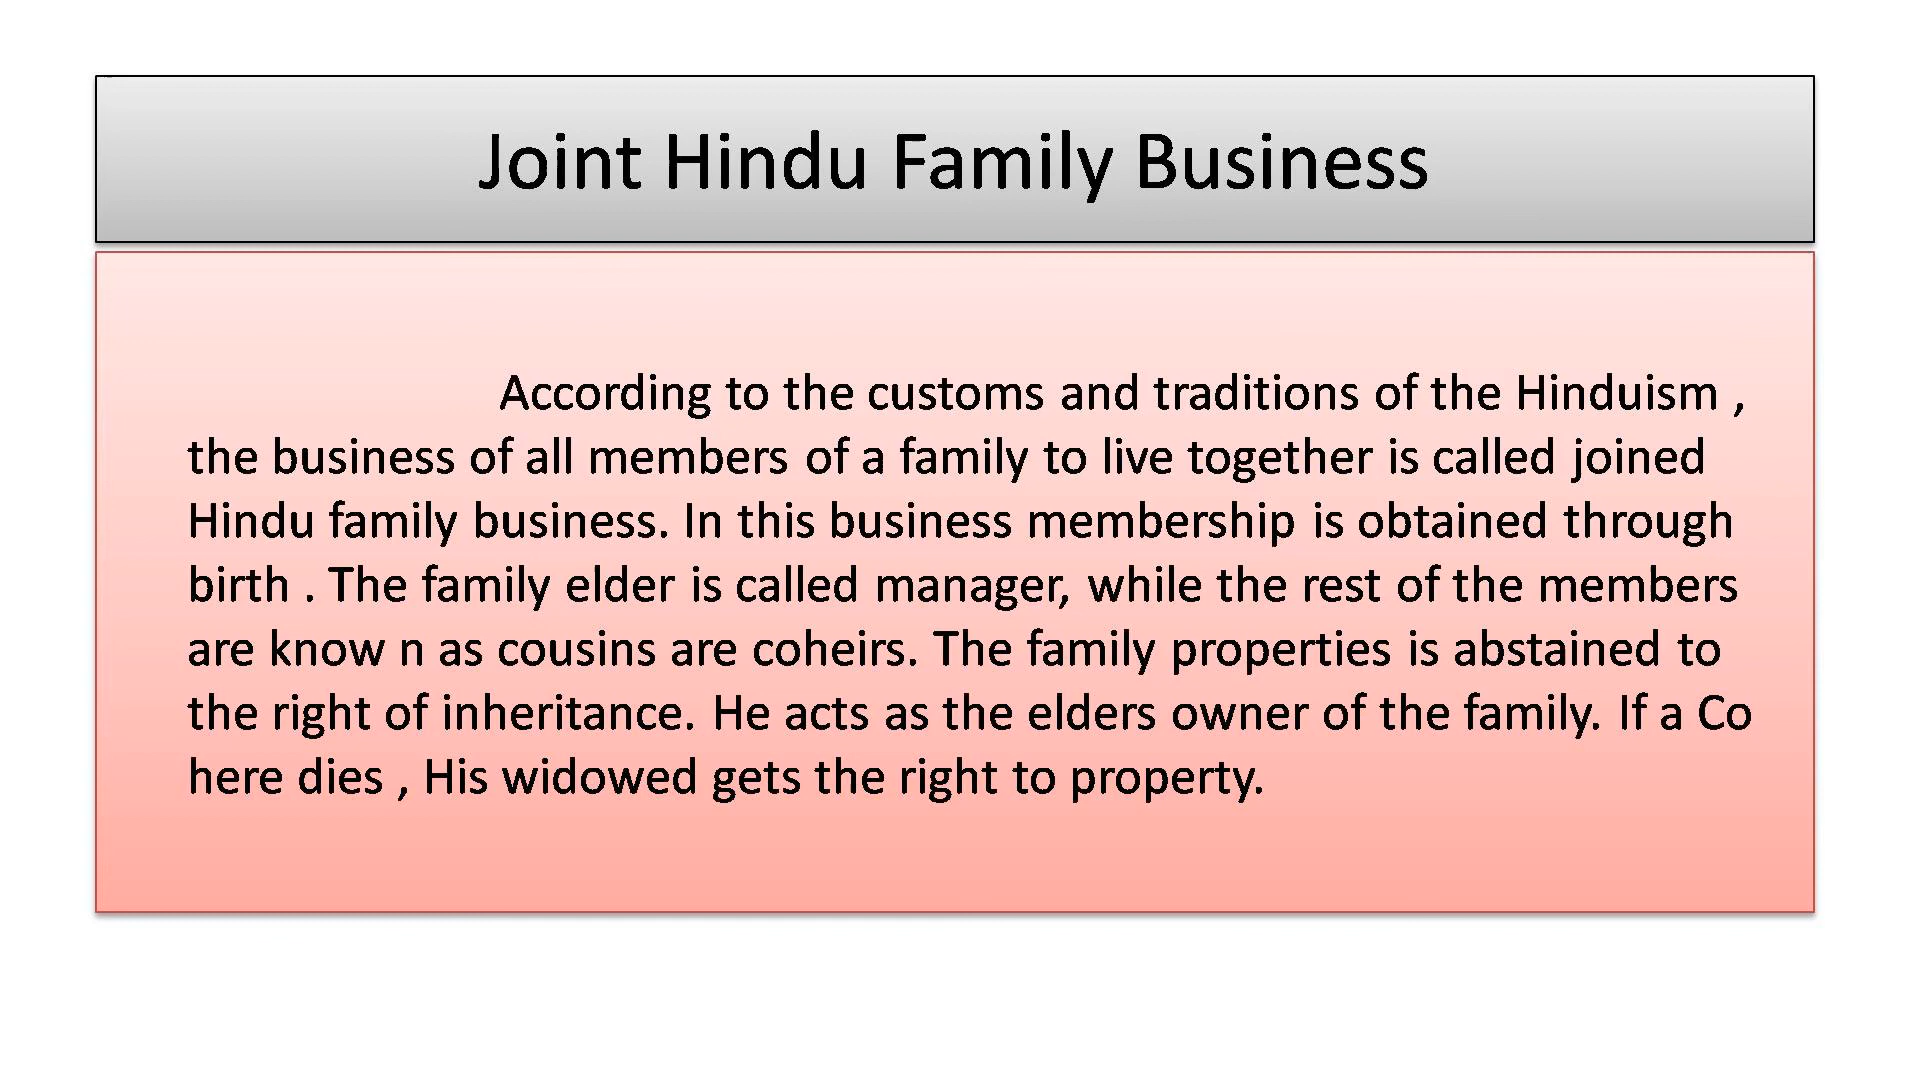 Joint Hindu Family Business
According to the customs and traditions of the Hinduism ,
the business of all members of a family to live together is called joined
Hindu family business. In this business membership is obtained through
birth . The family elder is called manager, while the rest of the members
are know n as cousins are coheirs. The family properties is abstained to
the right of inheritance. He acts as the elders owner of the family. If a Co
here dies , His widowed gets the right to property.